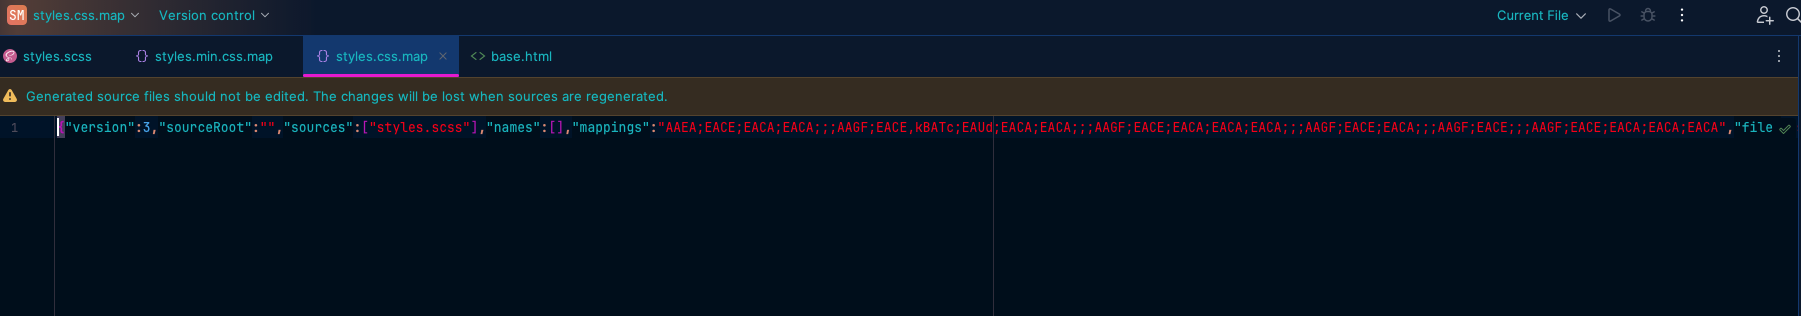 SM styles.css.map Version control Current File
styles.scss {} styles.min.css.map {} styles.css.map × <> base.html
Generated source files should not be edited. The changes will be lost when sources are regenerated.
1 {"version":3,"sourceRoot":"","sources":["styles.scss"],"names":[],"mappings":"AAEA;EACE;EACA;EACA;;;AAGF;EACE,kBATc;EAUd;EACA;EACA;;;AAGF;EACE;EACA;EACA;EACA;;;AAGF;EACE;EACA;;;AAGF;EACE;;;AAGF;EACE;EACA;EACA;EACA","file